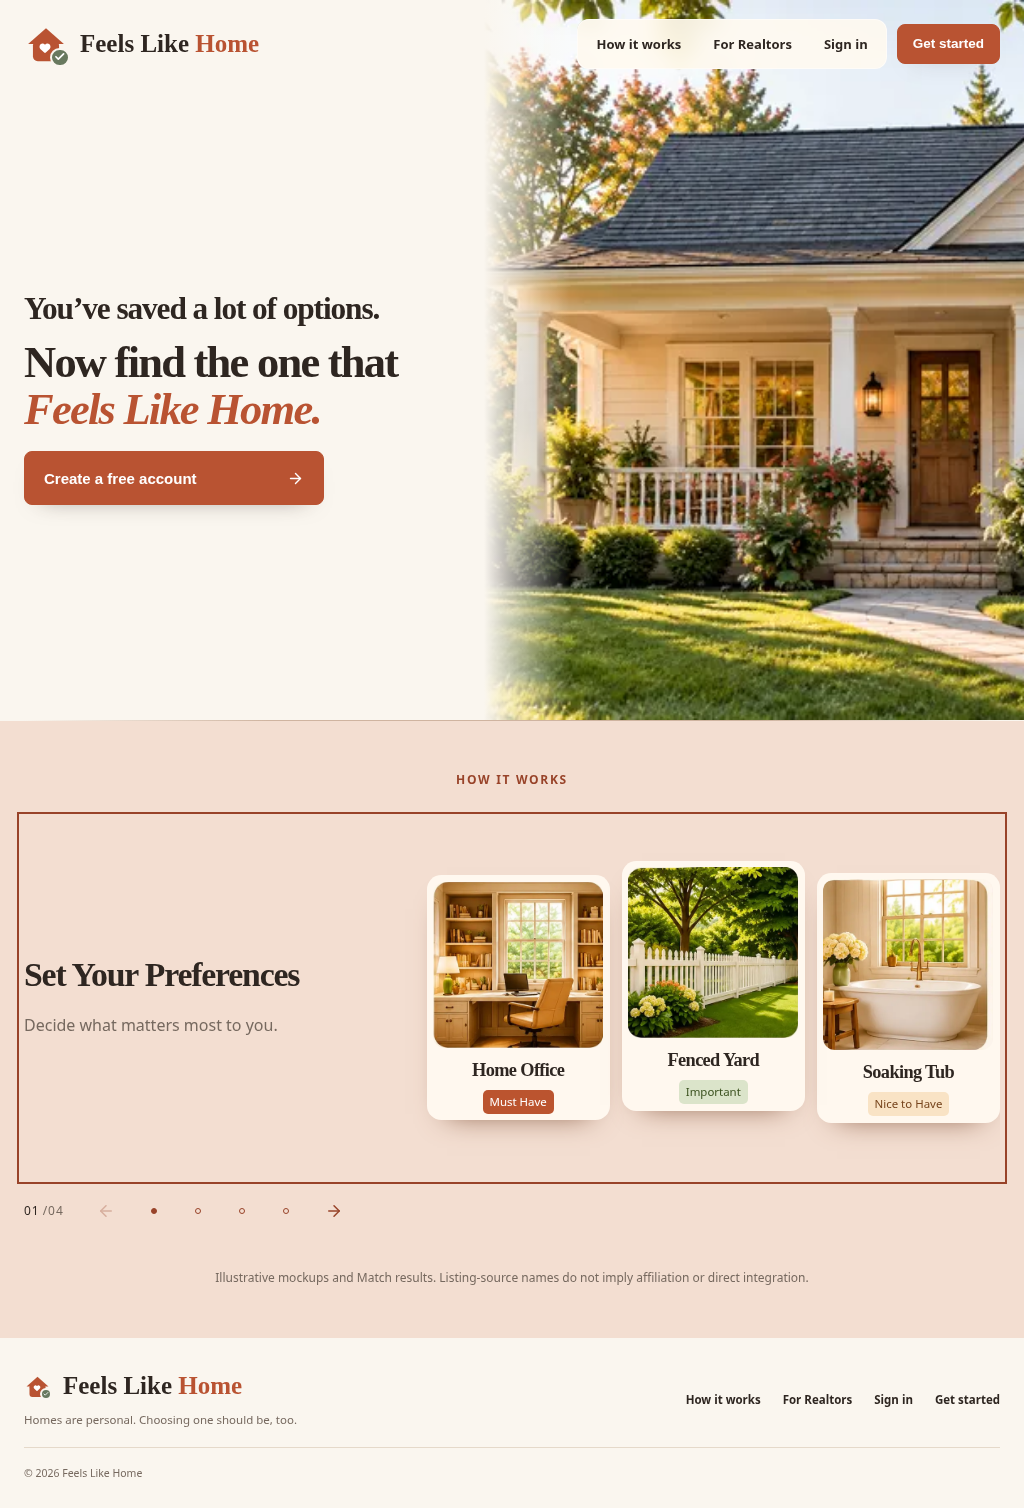 Feels Like Home
How it works
For Realtors
Sign in
Get started
You’ve saved a lot of options.
Now find the one that
Feels Like Home.
Create a free account
HOW IT WORKS
Set Your Preferences
Decide what matters most to you.
Home Office
Must Have
Fenced Yard
Important
Soaking Tub
Nice to Have
01 /04
Illustrative mockups and Match results. Listing-source names do not imply affiliation or direct integration.
Feels Like Home
Homes are personal. Choosing one should be, too.
How it works
For Realtors
Sign in
Get started
© 2026 Feels Like Home